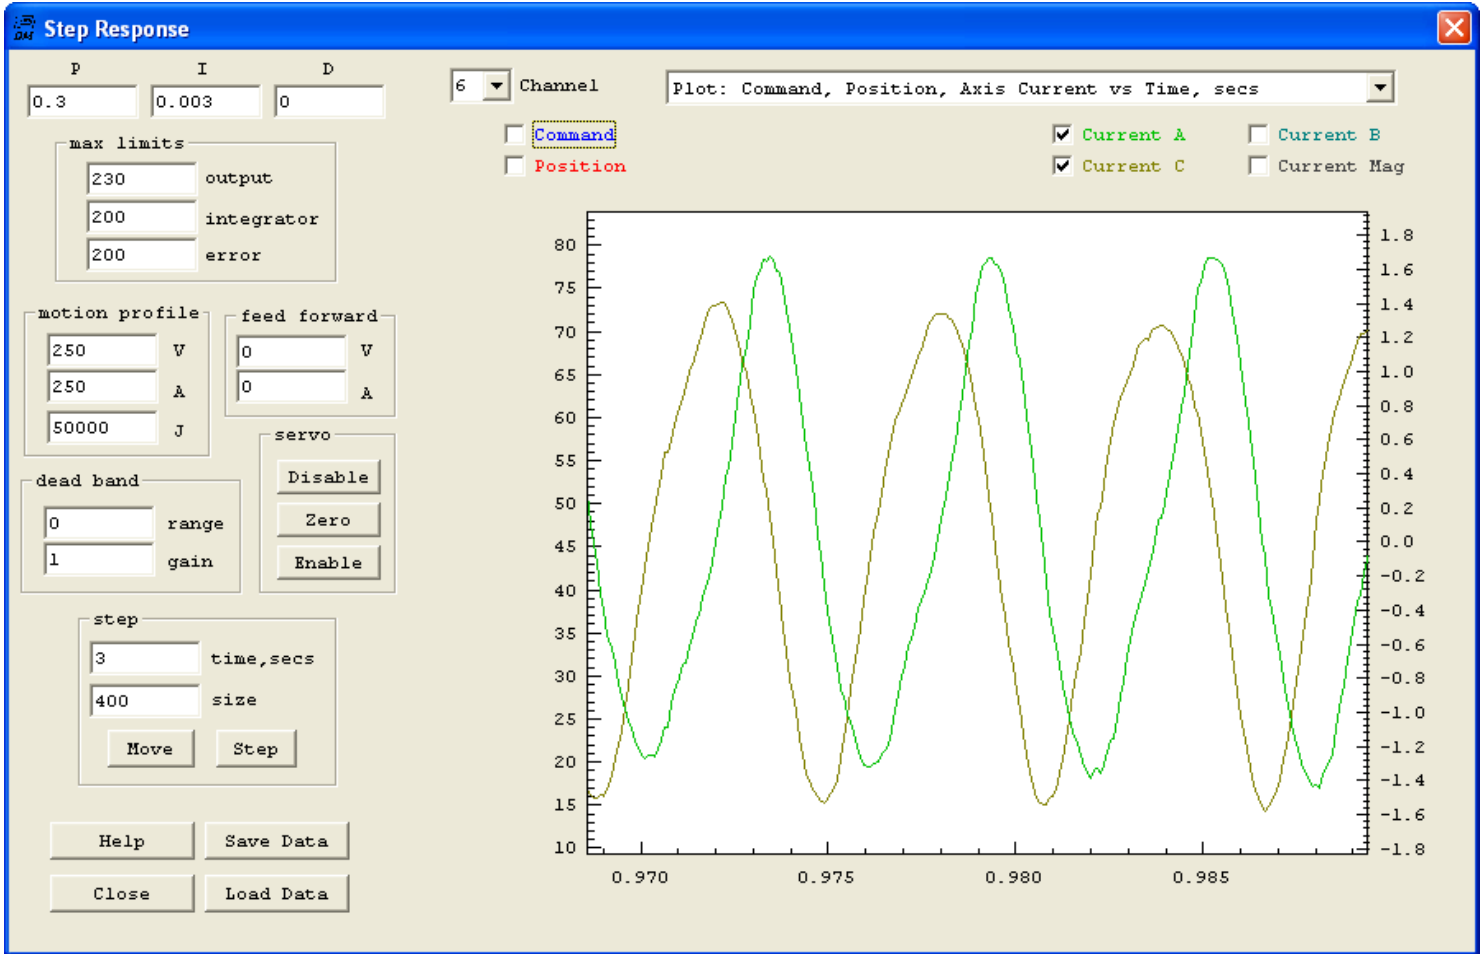 Step Response
P I D
0.3 0.003 0
6 Channel
Plot: Command, Position, Axis Current vs Time, secs
Command
Position
Current A
Current B
Current C
Current Mag
max limits
230 output
200 integrator
200 error
motion profile
250 V
250 A
50000 J
feed forward
0 V
0 A
servo
Disable
Zero
Enable
dead band
0 range
1 gain
step
3 time,secs
400 size
Move Step
Help Save Data
Close Load Data
80
75
70
65
60
55
50
45
40
35
30
25
20
15
10
1.8
1.6
1.4
1.2
1.0
0.8
0.6
0.4
0.2
0.0
-0.2
-0.4
-0.6
-0.8
-1.0
-1.2
-1.4
-1.6
-1.8
0.970 0.975 0.980 0.985